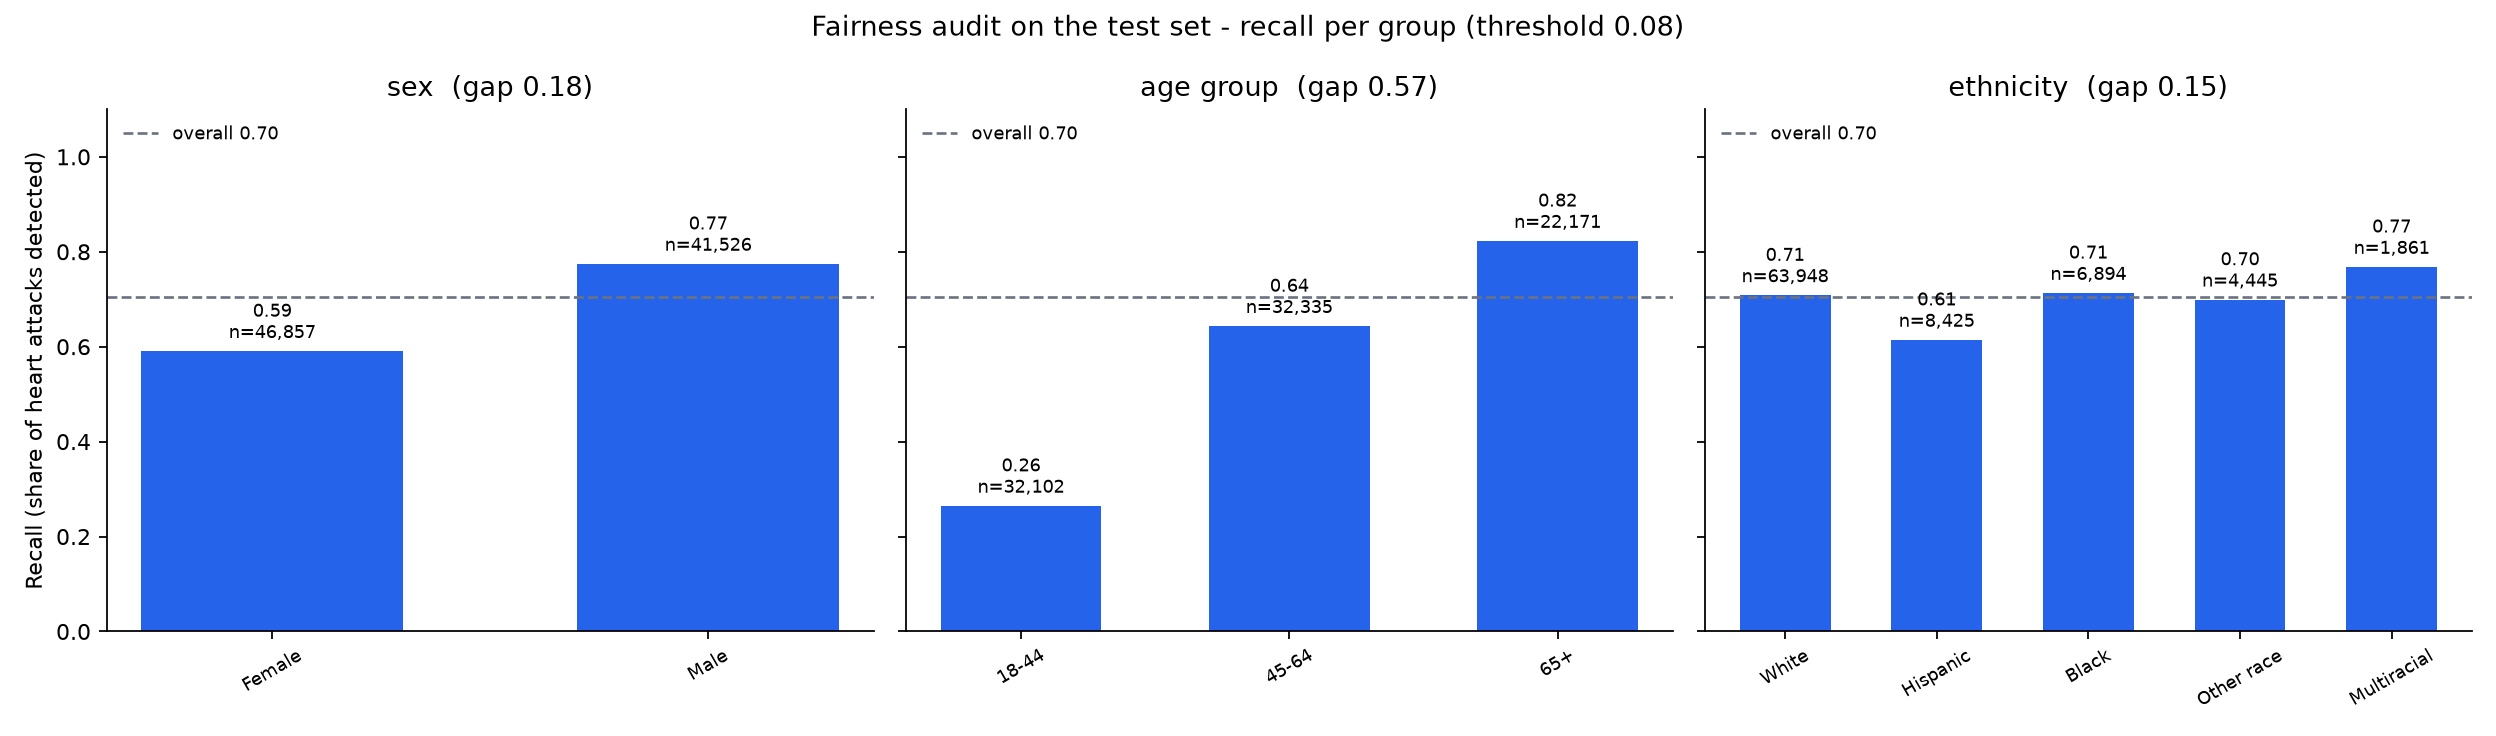 Fairness audit on the test set - recall per group (threshold 0.08)
sex (gap 0.18)
overall 0.70
Recall (share of heart attacks detected)
1.0
0.8
0.6
0.4
0.2
0.0
0.59
n=46,857
0.77
n=41,526
Female
Male
age group (gap 0.57)
overall 0.70
0.26
n=32,102
0.64
n=32,335
0.82
n=22,171
18-44
45-64
65+
ethnicity (gap 0.15)
overall 0.70
0.71
n=63,948
0.61
n=8,425
0.71
n=6,894
0.70
n=4,445
0.77
n=1,861
White
Hispanic
Black
Other race
Multiracial